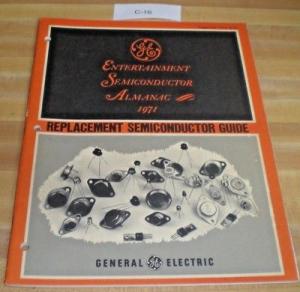 C-16
GE
ENTERTAINMENT
SEMICONDUCTOR
ALMANAC
1971
REPLACEMENT SEMICONDUCTOR GUIDE
GENERAL GE ELECTRIC